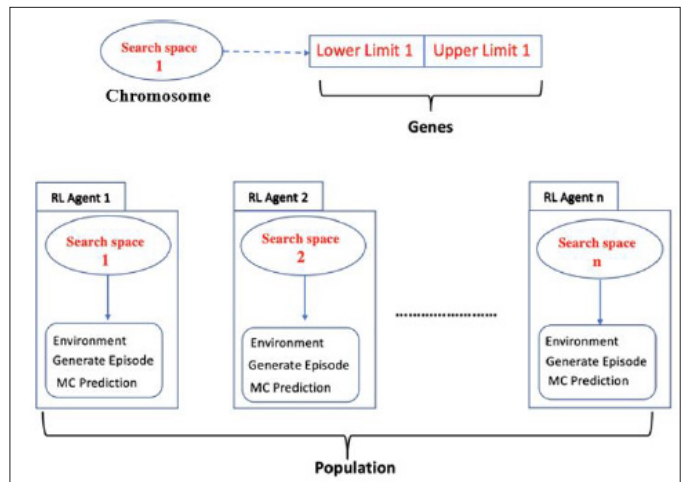 Search space
1
Lower Limit 1
Upper Limit 1
Chromosome
Genes
RL Agent 1
RL Agent 2
RL Agent n
Search space
1
Search space
2
Search space
n
Environment
Generate Episode
MC Prediction
Environment
Generate Episode
MC Prediction
Environment
Generate Episode
MC Prediction
Population